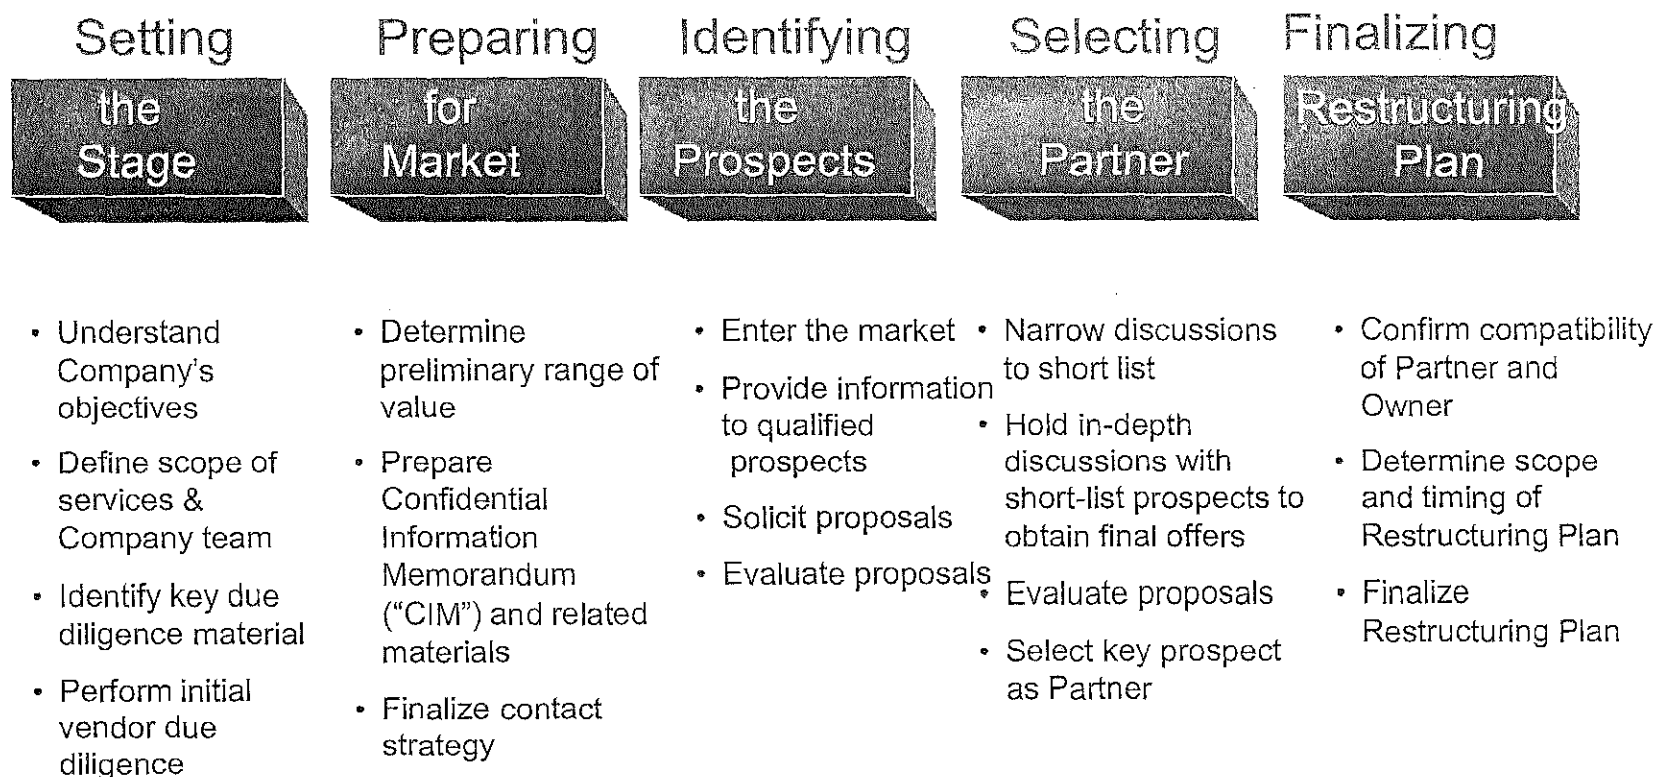 Setting
the
Stage
• Understand
Company's
objectives
• Define scope of
services &
Company team
• Identify key due
diligence material
• Perform initial
vendor due
diligence
Preparing
for
Market
• Determine
preliminary range of
value
• Prepare
Confidential
Information
Memorandum
("CIM") and related
materials
• Finalize contact
strategy
Identifying
the
Prospects
• Enter the market
• Provide information
to qualified
prospects
• Solicit proposals
• Evaluate proposals
Selecting
the
Partner
• Narrow discussions
to short list
• Hold in-depth
discussions with
short-list prospects to
obtain final offers
• Evaluate proposals
• Select key prospect
as Partner
Finalizing
Restructuring
Plan
• Confirm compatibility
of Partner and
Owner
• Determine scope
and timing of
Restructuring Plan
• Finalize
Restructuring Plan